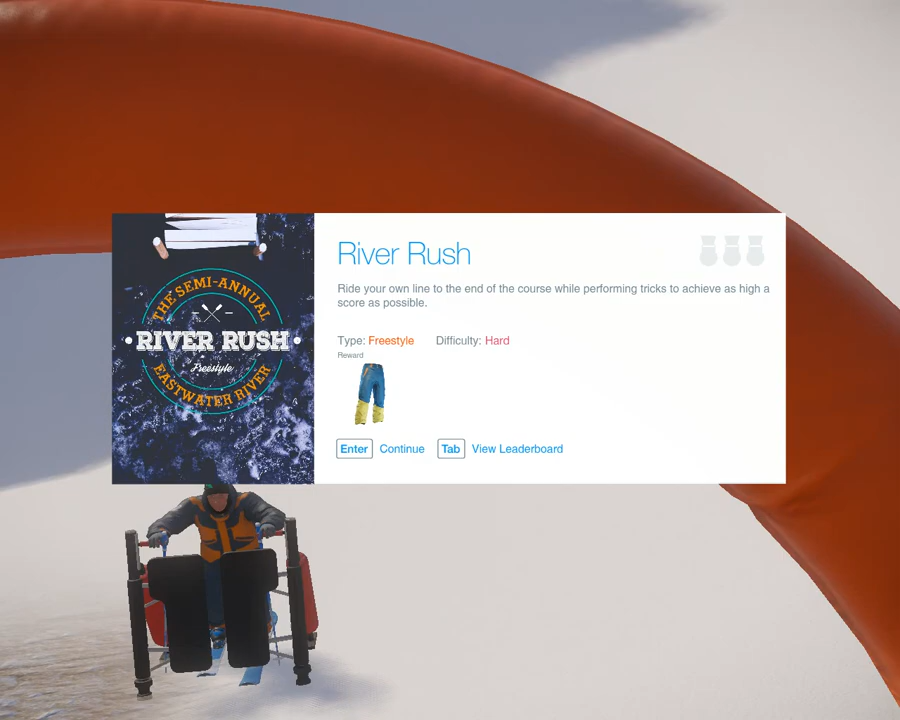 THE SEMI-ANNUAL
• RIVER RUSH •
Freestyle
EASTWATER RIVER
River Rush
Ride your own line to the end of the course while performing tricks to achieve as high a
score as possible.
Type: Freestyle Difficulty: Hard
Reward
Enter Continue Tab View Leaderboard